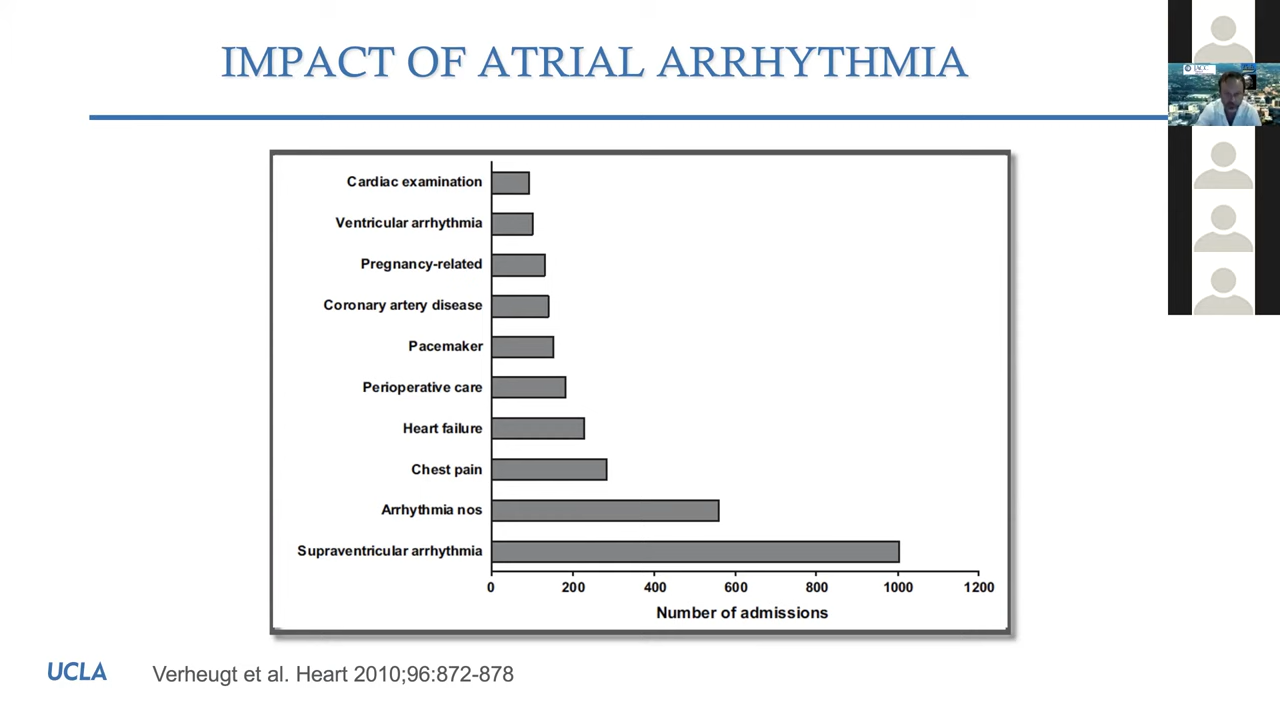 IMPACT OF ATRIAL ARRHYTHMIA
ACC
Cardiac examination
Ventricular arrhythmia
Pregnancy-related
Coronary artery disease
Pacemaker
Perioperative care
Heart failure
Chest pain
Arrhythmia nos
Supraventricular arrhythmia
0 200 400 600 800 1000 1200
Number of admissions
UCLA Verheugt et al. Heart 2010;96:872-878